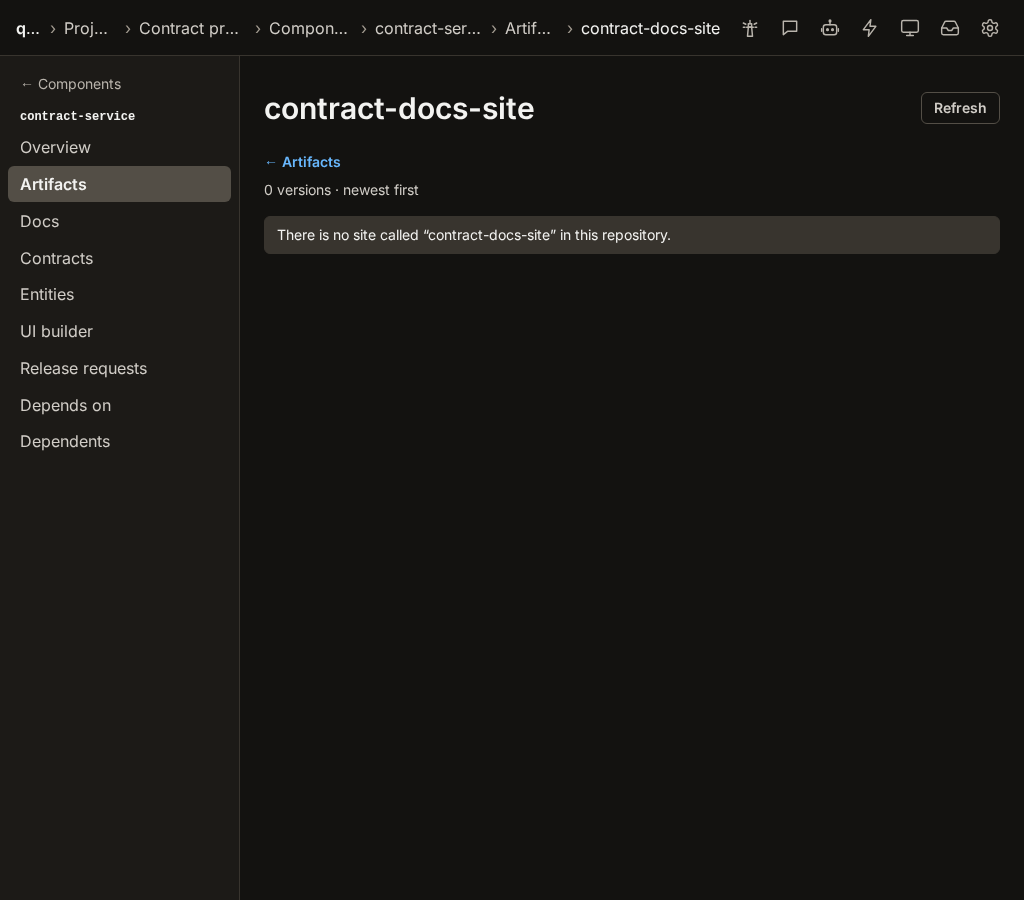 q... › Proj... › Contract pr... › Compon... › contract-ser... › Artif... › contract-docs-site
← Components
contract-service
Overview
Artifacts
Docs
Contracts
Entities
UI builder
Release requests
Depends on
Dependents
contract-docs-site
Refresh
← Artifacts
0 versions · newest first
There is no site called “contract-docs-site” in this repository.